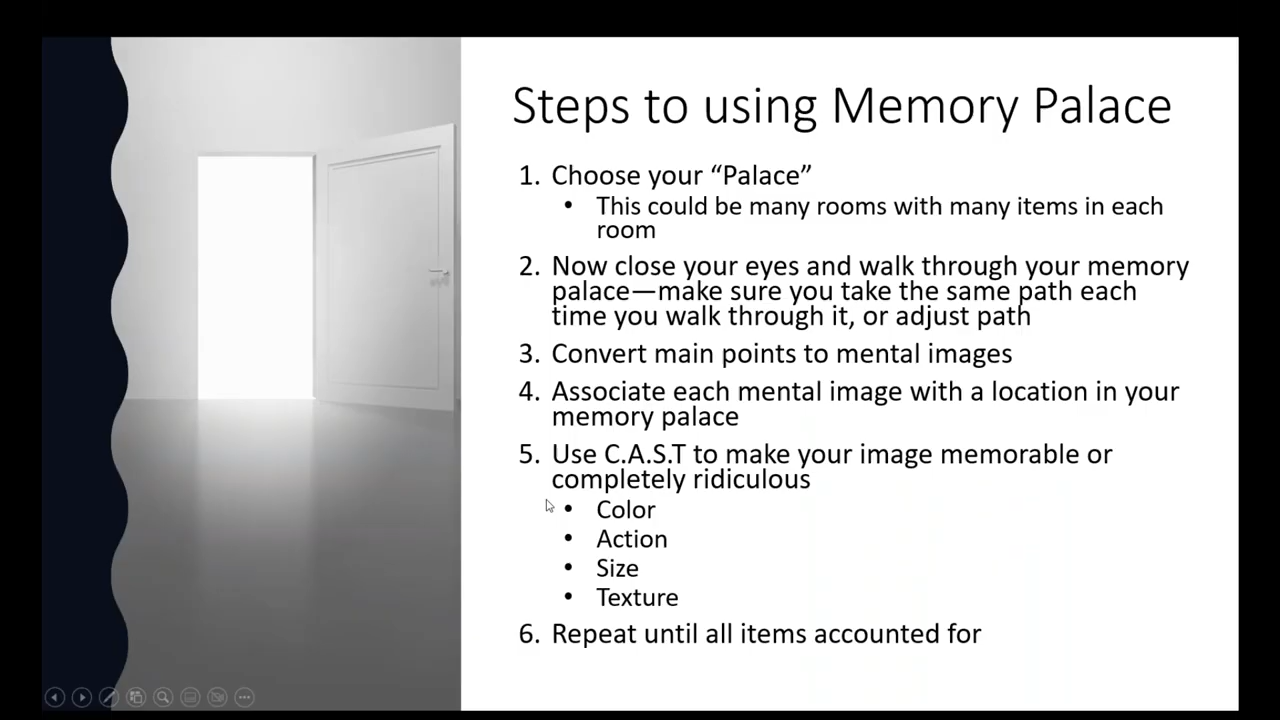 Steps to using Memory Palace
1. Choose your “Palace”
• This could be many rooms with many items in each
room
2. Now close your eyes and walk through your memory
palace—make sure you take the same path each
time you walk through it, or adjust path
3. Convert main points to mental images
4. Associate each mental image with a location in your
memory palace
5. Use C.A.S.T to make your image memorable or
completely ridiculous
• Color
• Action
• Size
• Texture
6. Repeat until all items accounted for